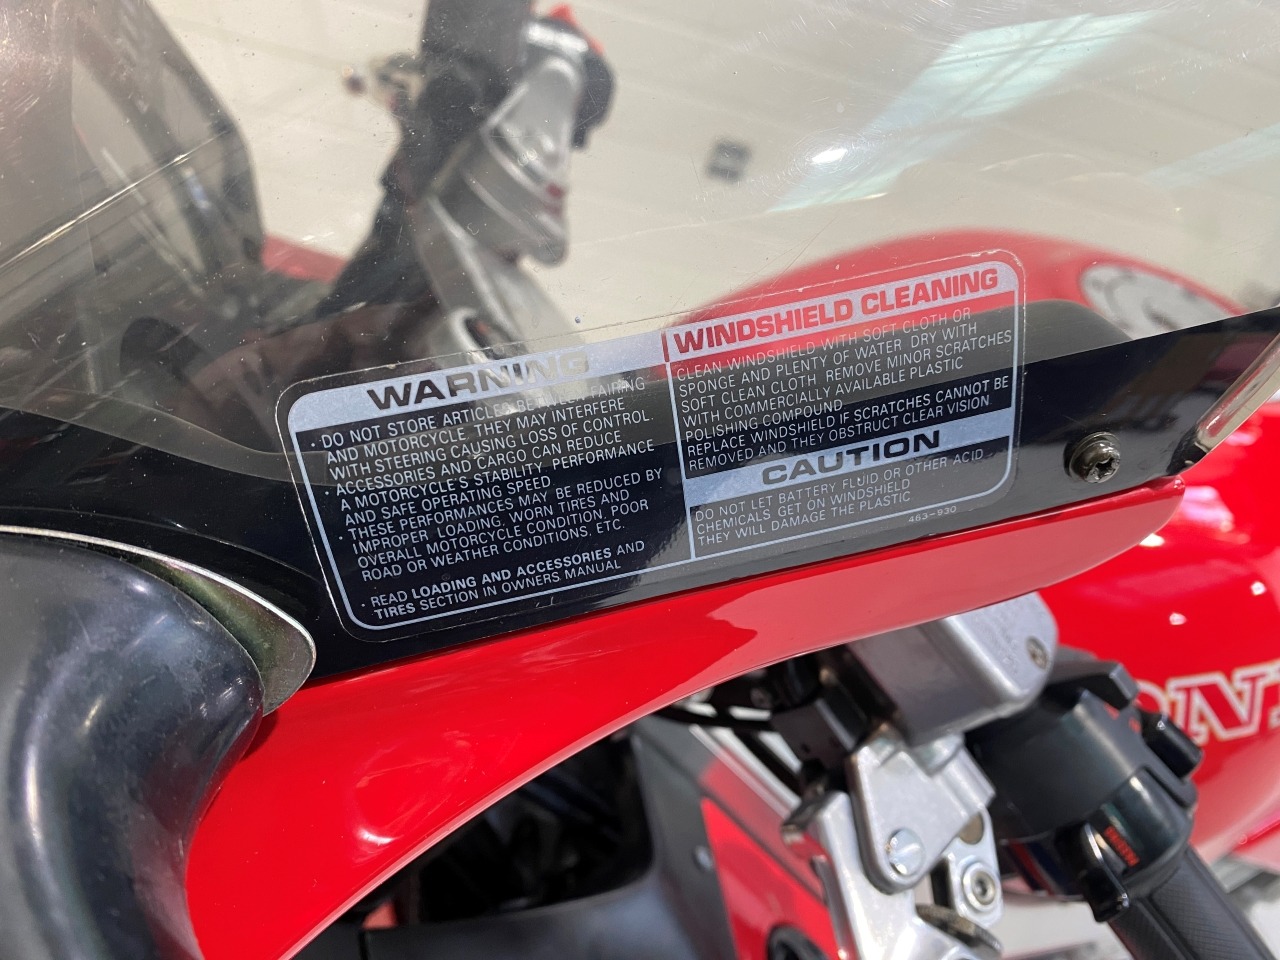 WARNING
· DO NOT STORE ARTICLES BETWEEN FAIRING
AND MOTORCYCLE. THEY MAY INTERFERE
WITH STEERING CAUSING LOSS OF CONTROL
· ACCESSORIES AND CARGO CAN REDUCE
A MOTORCYCLE'S STABILITY, PERFORMANCE
AND SAFE OPERATING SPEED
· THESE PERFORMANCES MAY BE REDUCED BY
IMPROPER LOADING, WORN TIRES AND
OVERALL MOTORCYCLE CONDITION, POOR
ROAD OR WEATHER CONDITIONS, ETC.
· READ LOADING AND ACCESSORIES AND
TIRES SECTION IN OWNERS MANUAL
WINDSHIELD CLEANING
CLEAN WINDSHIELD WITH SOFT CLOTH OR
SPONGE AND PLENTY OF WATER DRY WITH
SOFT CLEAN CLOTH REMOVE MINOR SCRATCHES
WITH COMMERCIALLY AVAILABLE PLASTIC
POLISHING COMPOUND
REPLACE WINDSHIELD IF SCRATCHES CANNOT BE
REMOVED AND THEY OBSTRUCT CLEAR VISION.
CAUTION
DO NOT LET BATTERY FLUID OR OTHER ACID
CHEMICALS GET ON WINDSHIELD
THEY WILL DAMAGE THE PLASTIC
463-930